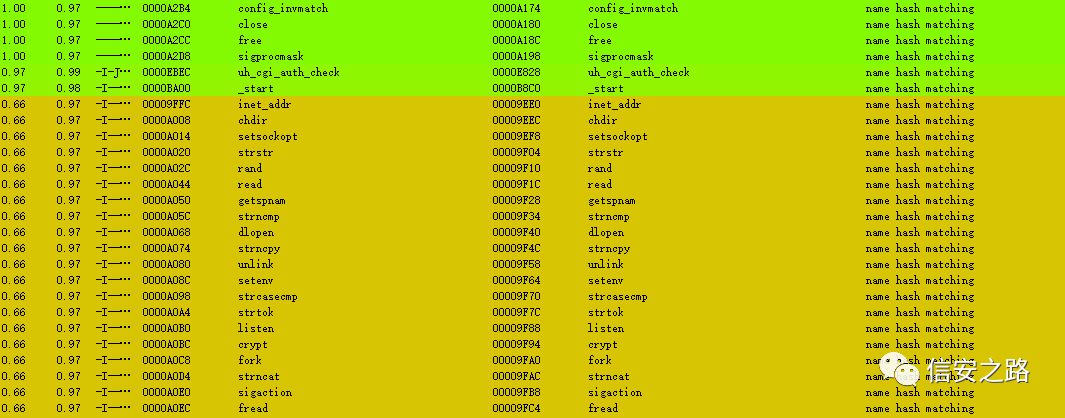 1.00 0.97 ------… 0000A2B4 config_invmatch 0000A174 config_invmatch name hash matching
1.00 0.97 ------… 0000A2C0 close 0000A180 close name hash matching
1.00 0.97 ------… 0000A2CC free 0000A18C free name hash matching
1.00 0.97 ------… 0000A2D8 sigprocmask 0000A198 sigprocmask name hash matching
0.97 0.99 -I-J… 0000EBEC uh_cgi_auth_check 0000E828 uh_cgi_auth_check name hash matching
0.97 0.98 -I---… 0000BA00 _start 0000B8C0 _start name hash matching
0.66 0.97 -I---… 00009FFC inet_addr 00009EE0 inet_addr name hash matching
0.66 0.97 -I---… 0000A008 chdir 00009EEC chdir name hash matching
0.66 0.97 -I---… 0000A014 setsockopt 00009EF8 setsockopt name hash matching
0.66 0.97 -I---… 0000A020 strstr 00009F04 strstr name hash matching
0.66 0.97 -I---… 0000A02C rand 00009F10 rand name hash matching
0.66 0.97 -I---… 0000A044 read 00009F1C read name hash matching
0.66 0.97 -I---… 0000A050 getspnam 00009F28 getspnam name hash matching
0.66 0.97 -I---… 0000A05C strncmp 00009F34 strncmp name hash matching
0.66 0.97 -I---… 0000A068 dlopen 00009F40 dlopen name hash matching
0.66 0.97 -I---… 0000A074 strncpy 00009F4C strncpy name hash matching
0.66 0.97 -I---… 0000A080 unlink 00009F58 unlink name hash matching
0.66 0.97 -I---… 0000A08C setenv 00009F64 setenv name hash matching
0.66 0.97 -I---… 0000A098 strcasecmp 00009F70 strcasecmp name hash matching
0.66 0.97 -I---… 0000A0A4 strtok 00009F7C strtok name hash matching
0.66 0.97 -I---… 0000A0B0 listen 00009F88 listen name hash matching
0.66 0.97 -I---… 0000A0BC crypt 00009F94 crypt name hash matching
0.66 0.97 -I---… 0000A0C8 fork 00009FA0 fork name hash matching
0.66 0.97 -I---… 0000A0D4 strncat 00009FAC strncat name hash matching
0.66 0.97 -I---… 0000A0E0 sigaction 00009FB8 sigaction name hash matching
0.66 0.97 -I---… 0000A0EC fread 00009FC4 fread name hash matching
信安之路